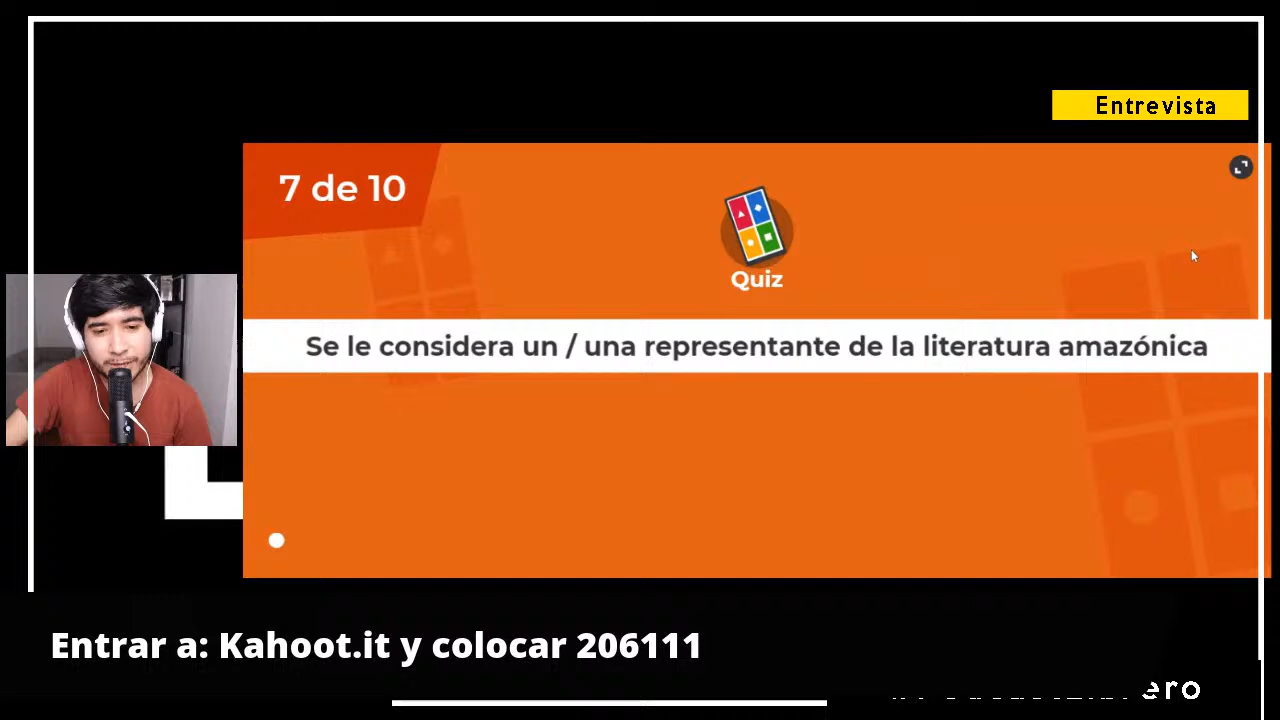 Entrevista
7 de 10
Quiz
Se le considera un / una representante de la literatura amazónica
Entrar a: Kahoot.it y colocar 206111